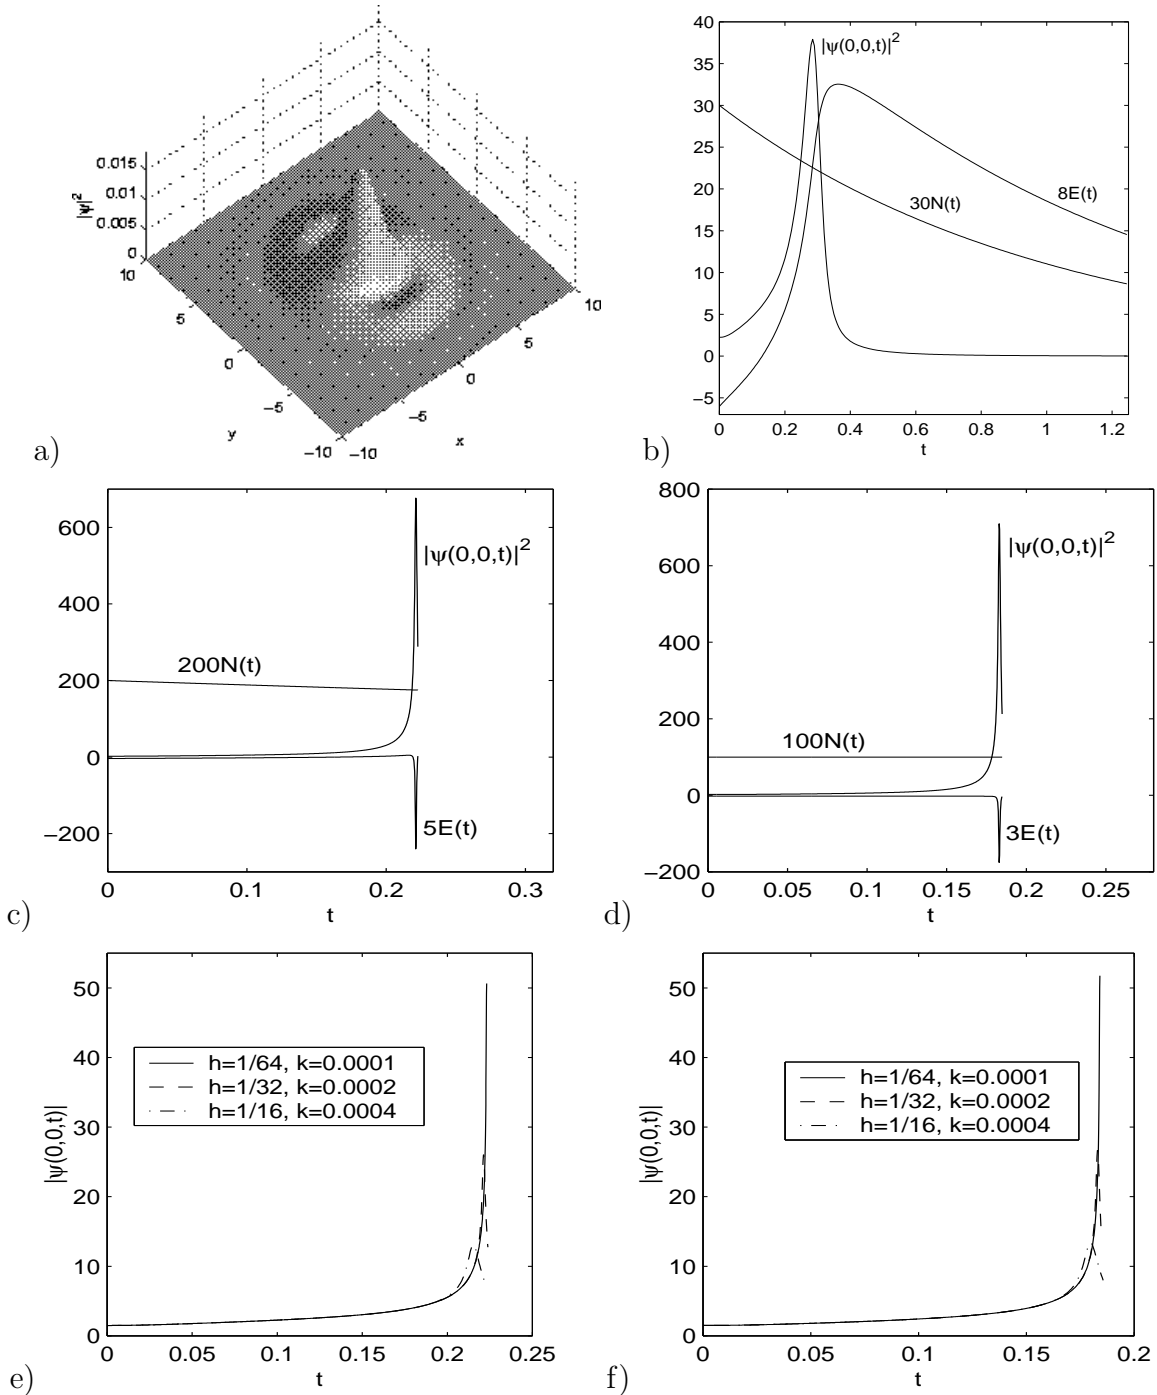 0.015
0.01
0.005
0
|ψ|²
10
5
0
−5
−10
y
−10
−5
0
5
10
x
a)
40
35
30
25
20
15
10
5
0
−5
|ψ(0,0,t)|²
30N(t)
8E(t)
0 0.2 0.4 0.6 0.8 1 1.2
t
b)
600
400
200
0
−200
|ψ(0,0,t)|²
200N(t)
5E(t)
0 0.1 0.2 0.3
t
c)
800
600
400
200
0
−200
|ψ(0,0,t)|²
100N(t)
3E(t)
0 0.05 0.1 0.15 0.2 0.25
t
d)
50
40
30
20
10
0
|ψ(0,0,t)|
h=1/64, k=0.0001
h=1/32, k=0.0002
h=1/16, k=0.0004
0 0.05 0.1 0.15 0.2 0.25
t
e)
50
40
30
20
10
0
|ψ(0,0,t)|
h=1/64, k=0.0001
h=1/32, k=0.0002
h=1/16, k=0.0004
0 0.05 0.1 0.15 0.2
t
f)